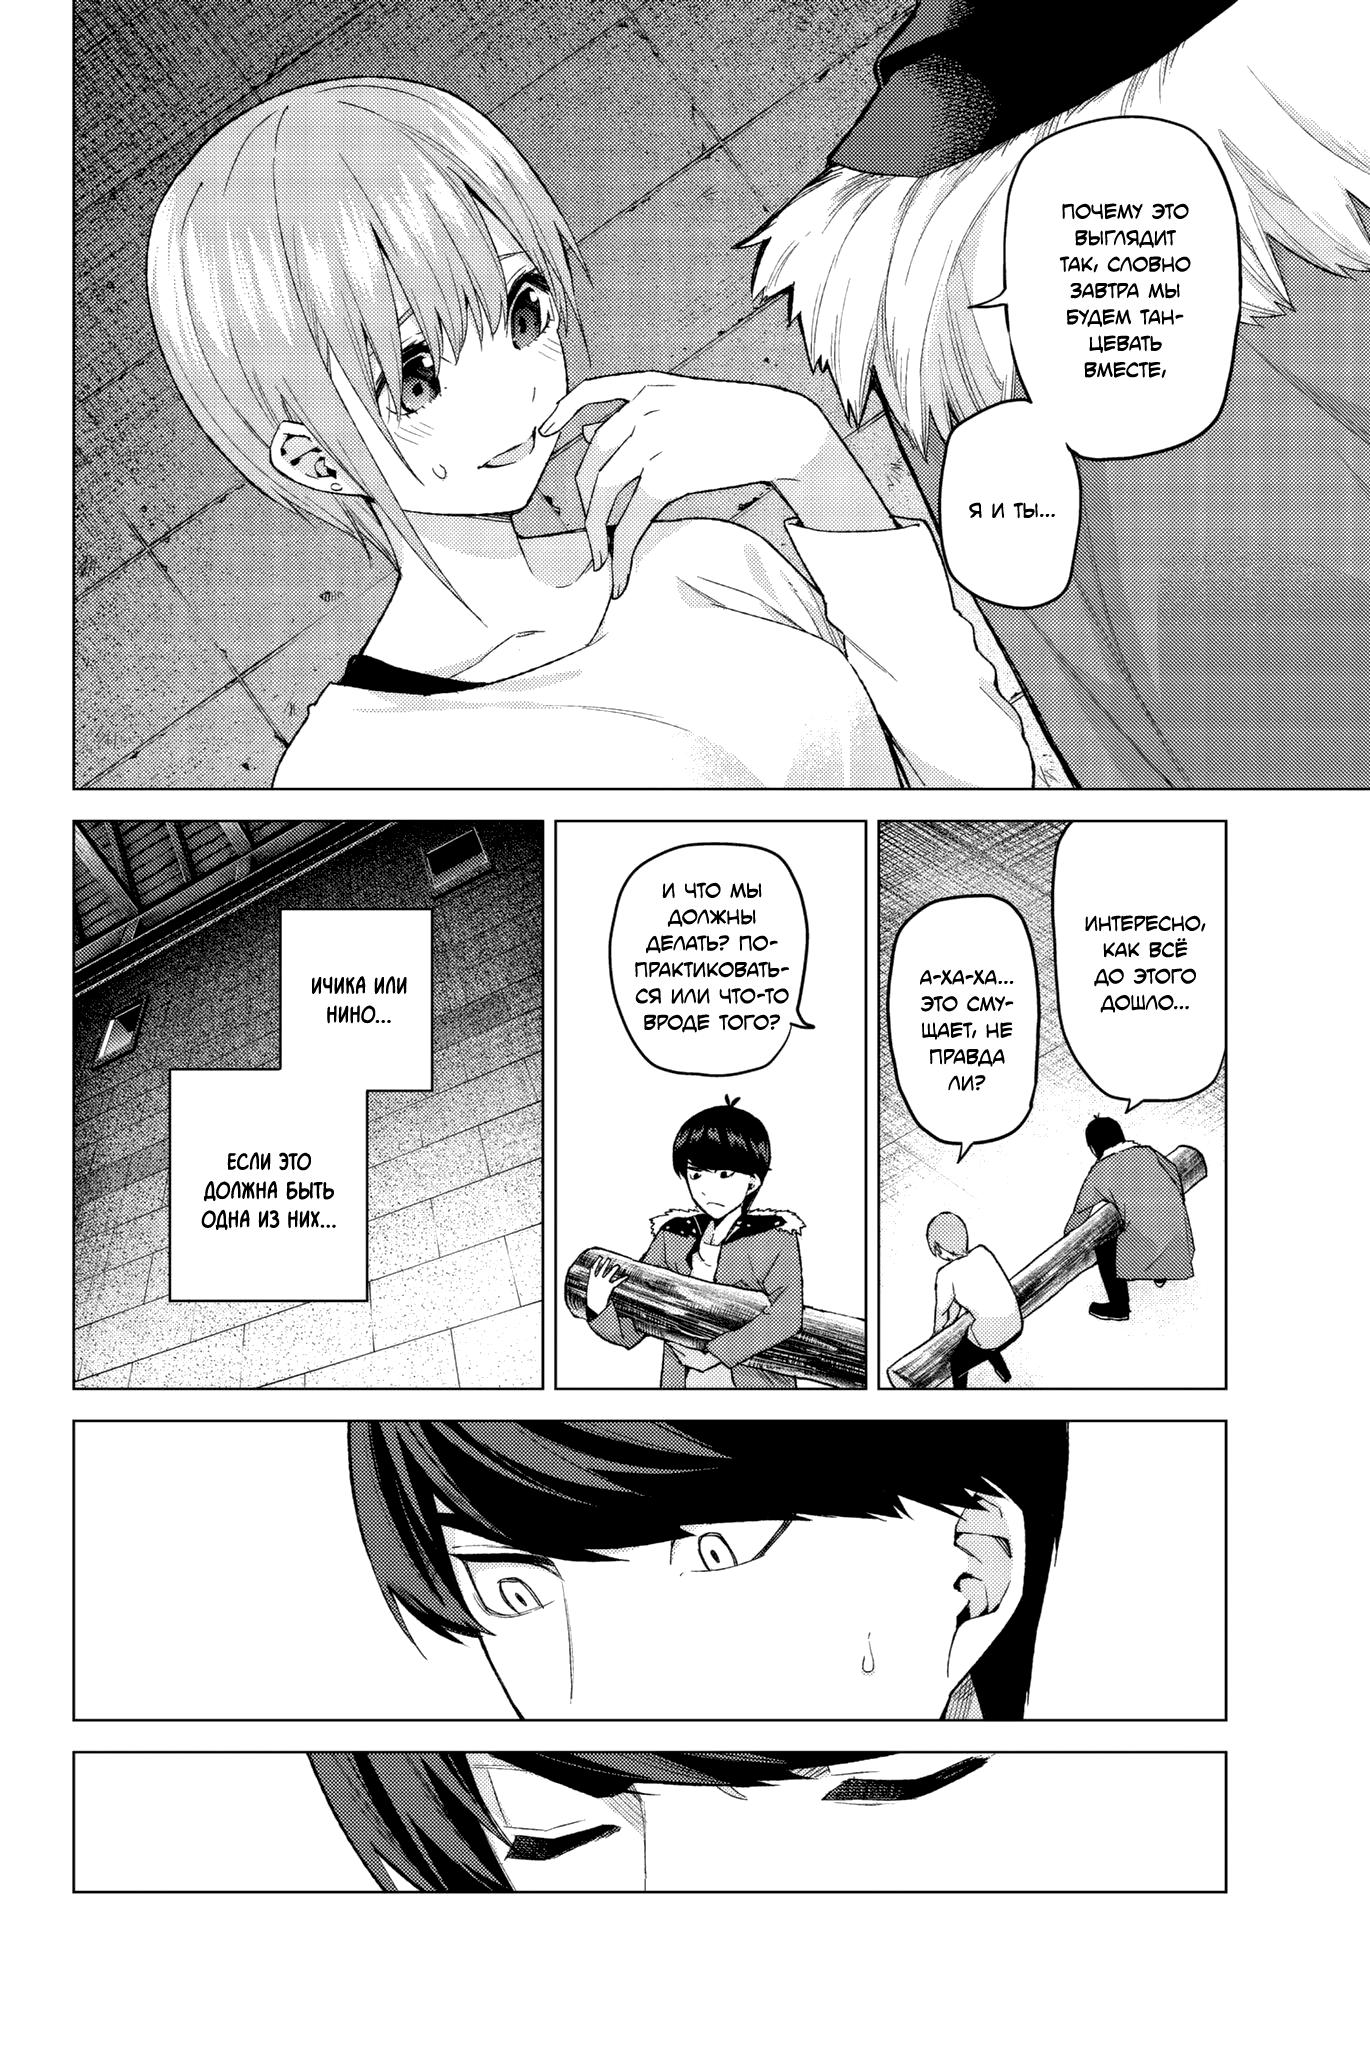 ПОЧЕМУ ЭТО
ВЫГЛЯДИТ
ТАК, СЛОВНО
ЗАВТРА МЫ
БУДЕМ ТАН-
ЦЕВАТЬ
ВМЕСТЕ,
Я И ТЫ...
ИНТЕРЕСНО,
КАК ВСЁ
ДО ЭТОГО
ДОШЛО...
А-ХА-ХА...
ЭТО СМУ-
ЩАЕТ, НЕ
ПРАВДА
ЛИ?
И ЧТО МЫ
ДОЛЖНЫ
ДЕЛАТЬ? ПО-
ПРАКТИКОВАТЬ-
СЯ ИЛИ ЧТО-ТО
ВРОДЕ ТОГО?
ИЧИКА ИЛИ
НИНО...
ЕСЛИ ЭТО
ДОЛЖНА БЫТЬ
ОДНА ИЗ НИХ...